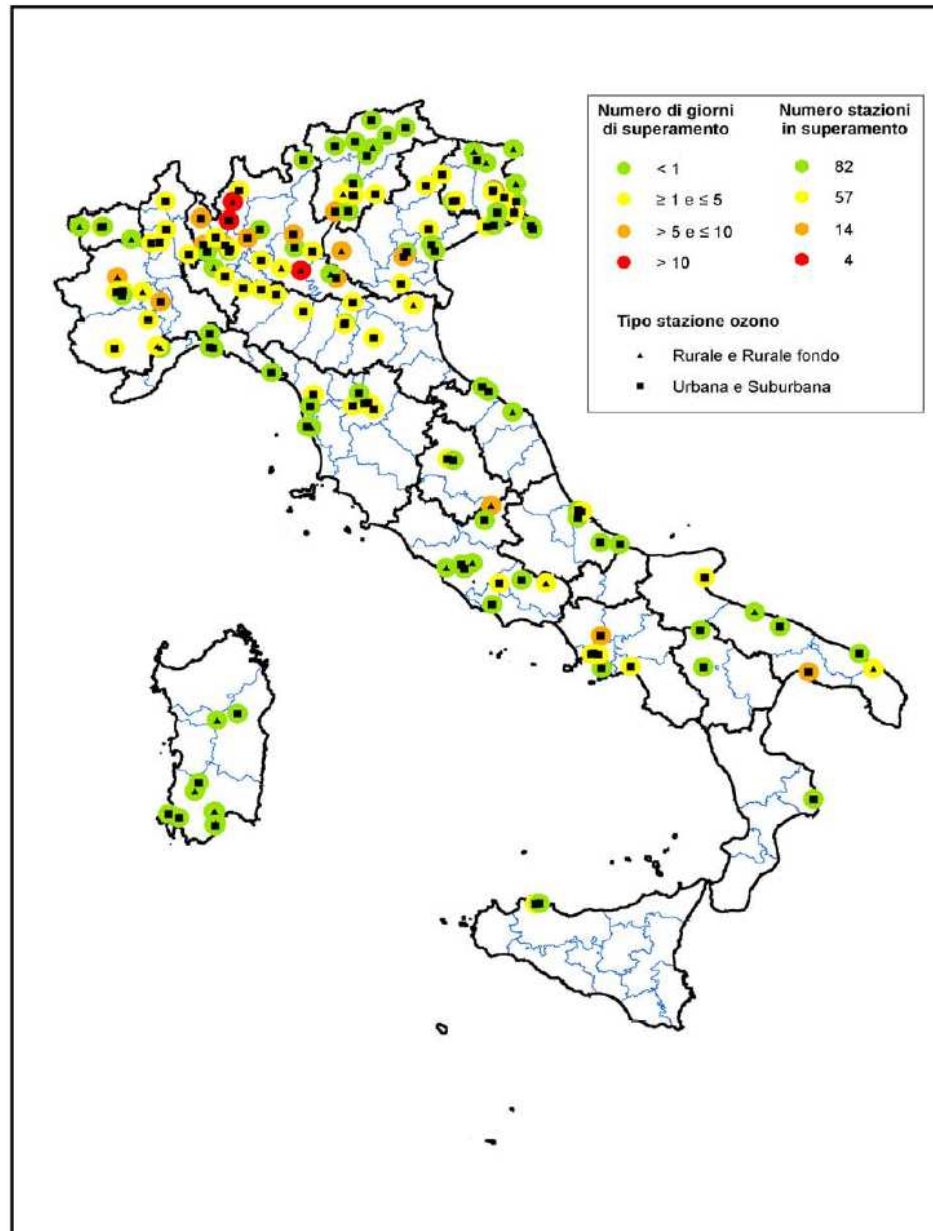 Numero di giorni di superamento
Numero stazioni in superamento
< 1
82
≥ 1 e ≤ 5
57
> 5 e ≤ 10
14
> 10
4
Tipo stazione ozono
Rurale e Rurale fondo
Urbana e Suburbana